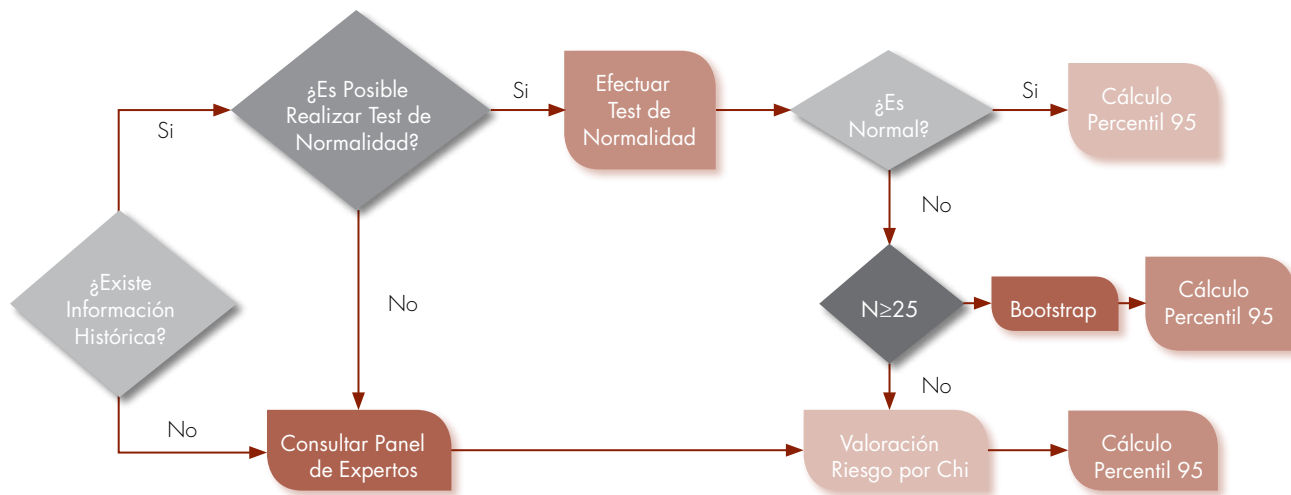 ¿Es Posible
Realizar Test de
Normalidad?
Si
Efectuar
Test de
Normalidad
¿Es
Normal?
Si
Cálculo
Percentil 95
Si
No
No
¿Existe
Información
Histórica?
N≥25
Bootstrap
Cálculo
Percentil 95
No
No
Consultar Panel
de Expertos
Valoración
Riesgo por Chi
Cálculo
Percentil 95